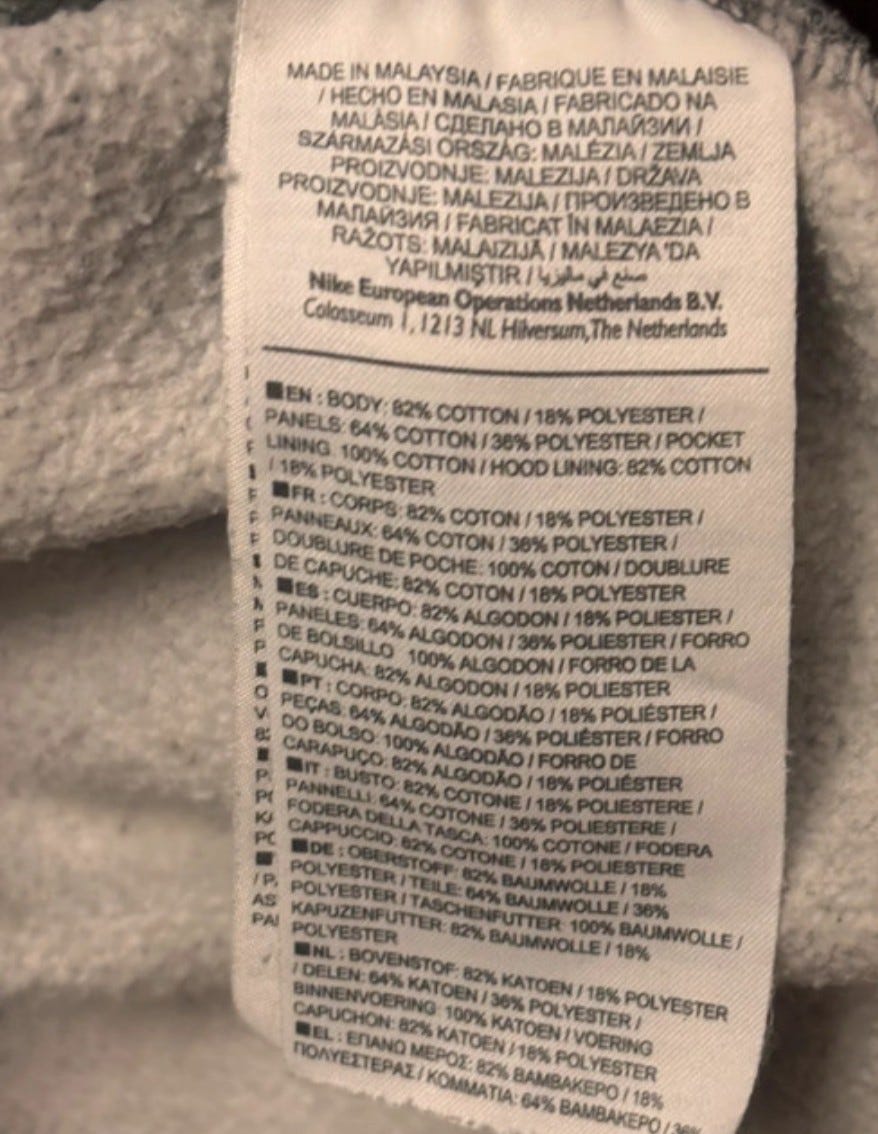 MADE IN MALAYSIA / FABRIQUE EN MALAISIE
/ HECHO EN MALASIA / FABRICADO NA
MALÁSIA / СДЕЛАНО В МАЛАЙЗИИ /
SZÁRMAZÁSI ORSZÁG: MALÉZIA / ZEMLJA
PROIZVODNJE: MALEZIJA / DRŽAVA
PROIZVODNJE: MALEZIJA / ПРОИЗВЕДЕНО В
МАЛАЙЗИЯ / FABRICAT ÎN MALAEZIA /
RAŽOTS: MALAIZIJĀ / MALEZYA'DA
YAPILMIŞTIR / صنع في ماليزيا
Nike European Operations Netherlands B.V.
Colosseum 1, 1213 NL Hilversum, The Netherlands
EN : BODY: 82% COTTON / 18% POLYESTER /
PANELS: 64% COTTON / 36% POLYESTER / POCKET
LINING: 100% COTTON / HOOD LINING: 82% COTTON
/ 18% POLYESTER
FR : CORPS: 82% COTON / 18% POLYESTER /
PANNEAUX: 64% COTON / 36% POLYESTER /
DOUBLURE DE POCHE: 100% COTON / DOUBLURE
DE CAPUCHE: 82% COTON / 18% POLYESTER
ES : CUERPO: 82% ALGODON / 18% POLIESTER /
PANELES: 64% ALGODON / 36% POLIESTER / FORRO
DE BOLSILLO 100% ALGODON / FORRO DE LA
CAPUCHA: 82% ALGODON / 18% POLIESTER
PT : CORPO: 82% ALGODÃO / 18% POLIÉSTER /
PEÇAS: 64% ALGODÃO / 36% POLIÉSTER / FORRO
DO BOLSO: 100% ALGODÃO / FORRO DE
CARAPUÇO: 82% ALGODÃO / 18% POLIÉSTER
IT : BUSTO: 82% COTONE / 18% POLIESTERE /
PANNELLI: 64% COTONE / 36% POLIESTERE /
FODERA DELLA TASCA: 100% COTONE / FODERA
CAPPUCCIO: 82% COTONE / 18% POLIESTERE
DE : OBERSTOFF: 82% BAUMWOLLE / 18%
POLYESTER / TEILE: 64% BAUMWOLLE / 36%
POLYESTER / TASCHENFUTTER: 100% BAUMWOLLE /
KAPUZENFUTTER: 82% BAUMWOLLE / 18%
POLYESTER
NL : BOVENSTOF: 82% KATOEN / 18% POLYESTER
/ DELEN: 64% KATOEN / 36% POLYESTER /
BINNENVOERING: 100% KATOEN / VOERING
CAPUCHON: 82% KATOEN / 18% POLYESTER
EL : ΕΠΑΝΩ ΜΕΡΟΣ: 82% ΒΑΜΒΑΚΕΡΟ / 18%
ΠΟΛΥΕΣΤΕΡΑΣ / ΚΟΜΜΑΤΙΑ: 64% ΒΑΜΒΑΚΕΡΟ / 36%